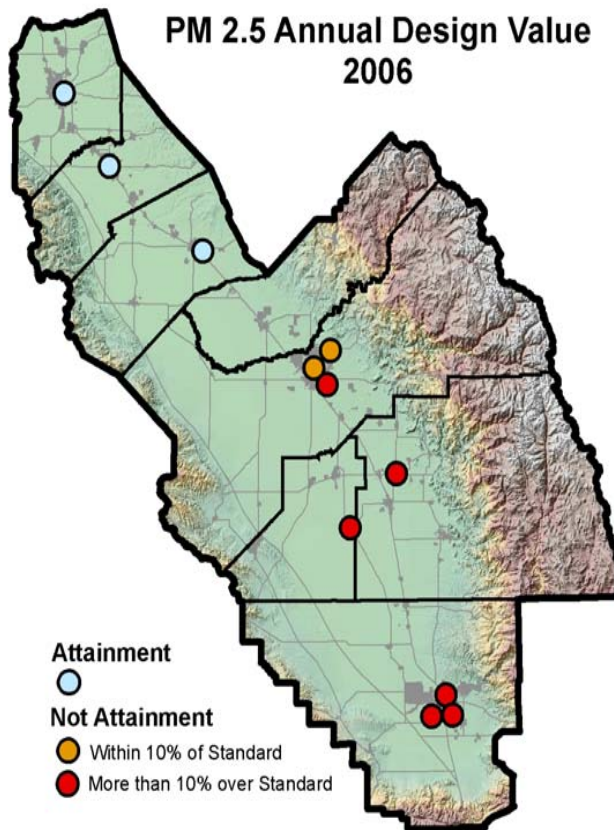 PM 2.5 Annual Design Value
2006
Attainment
Not Attainment
Within 10% of Standard
More than 10% over Standard